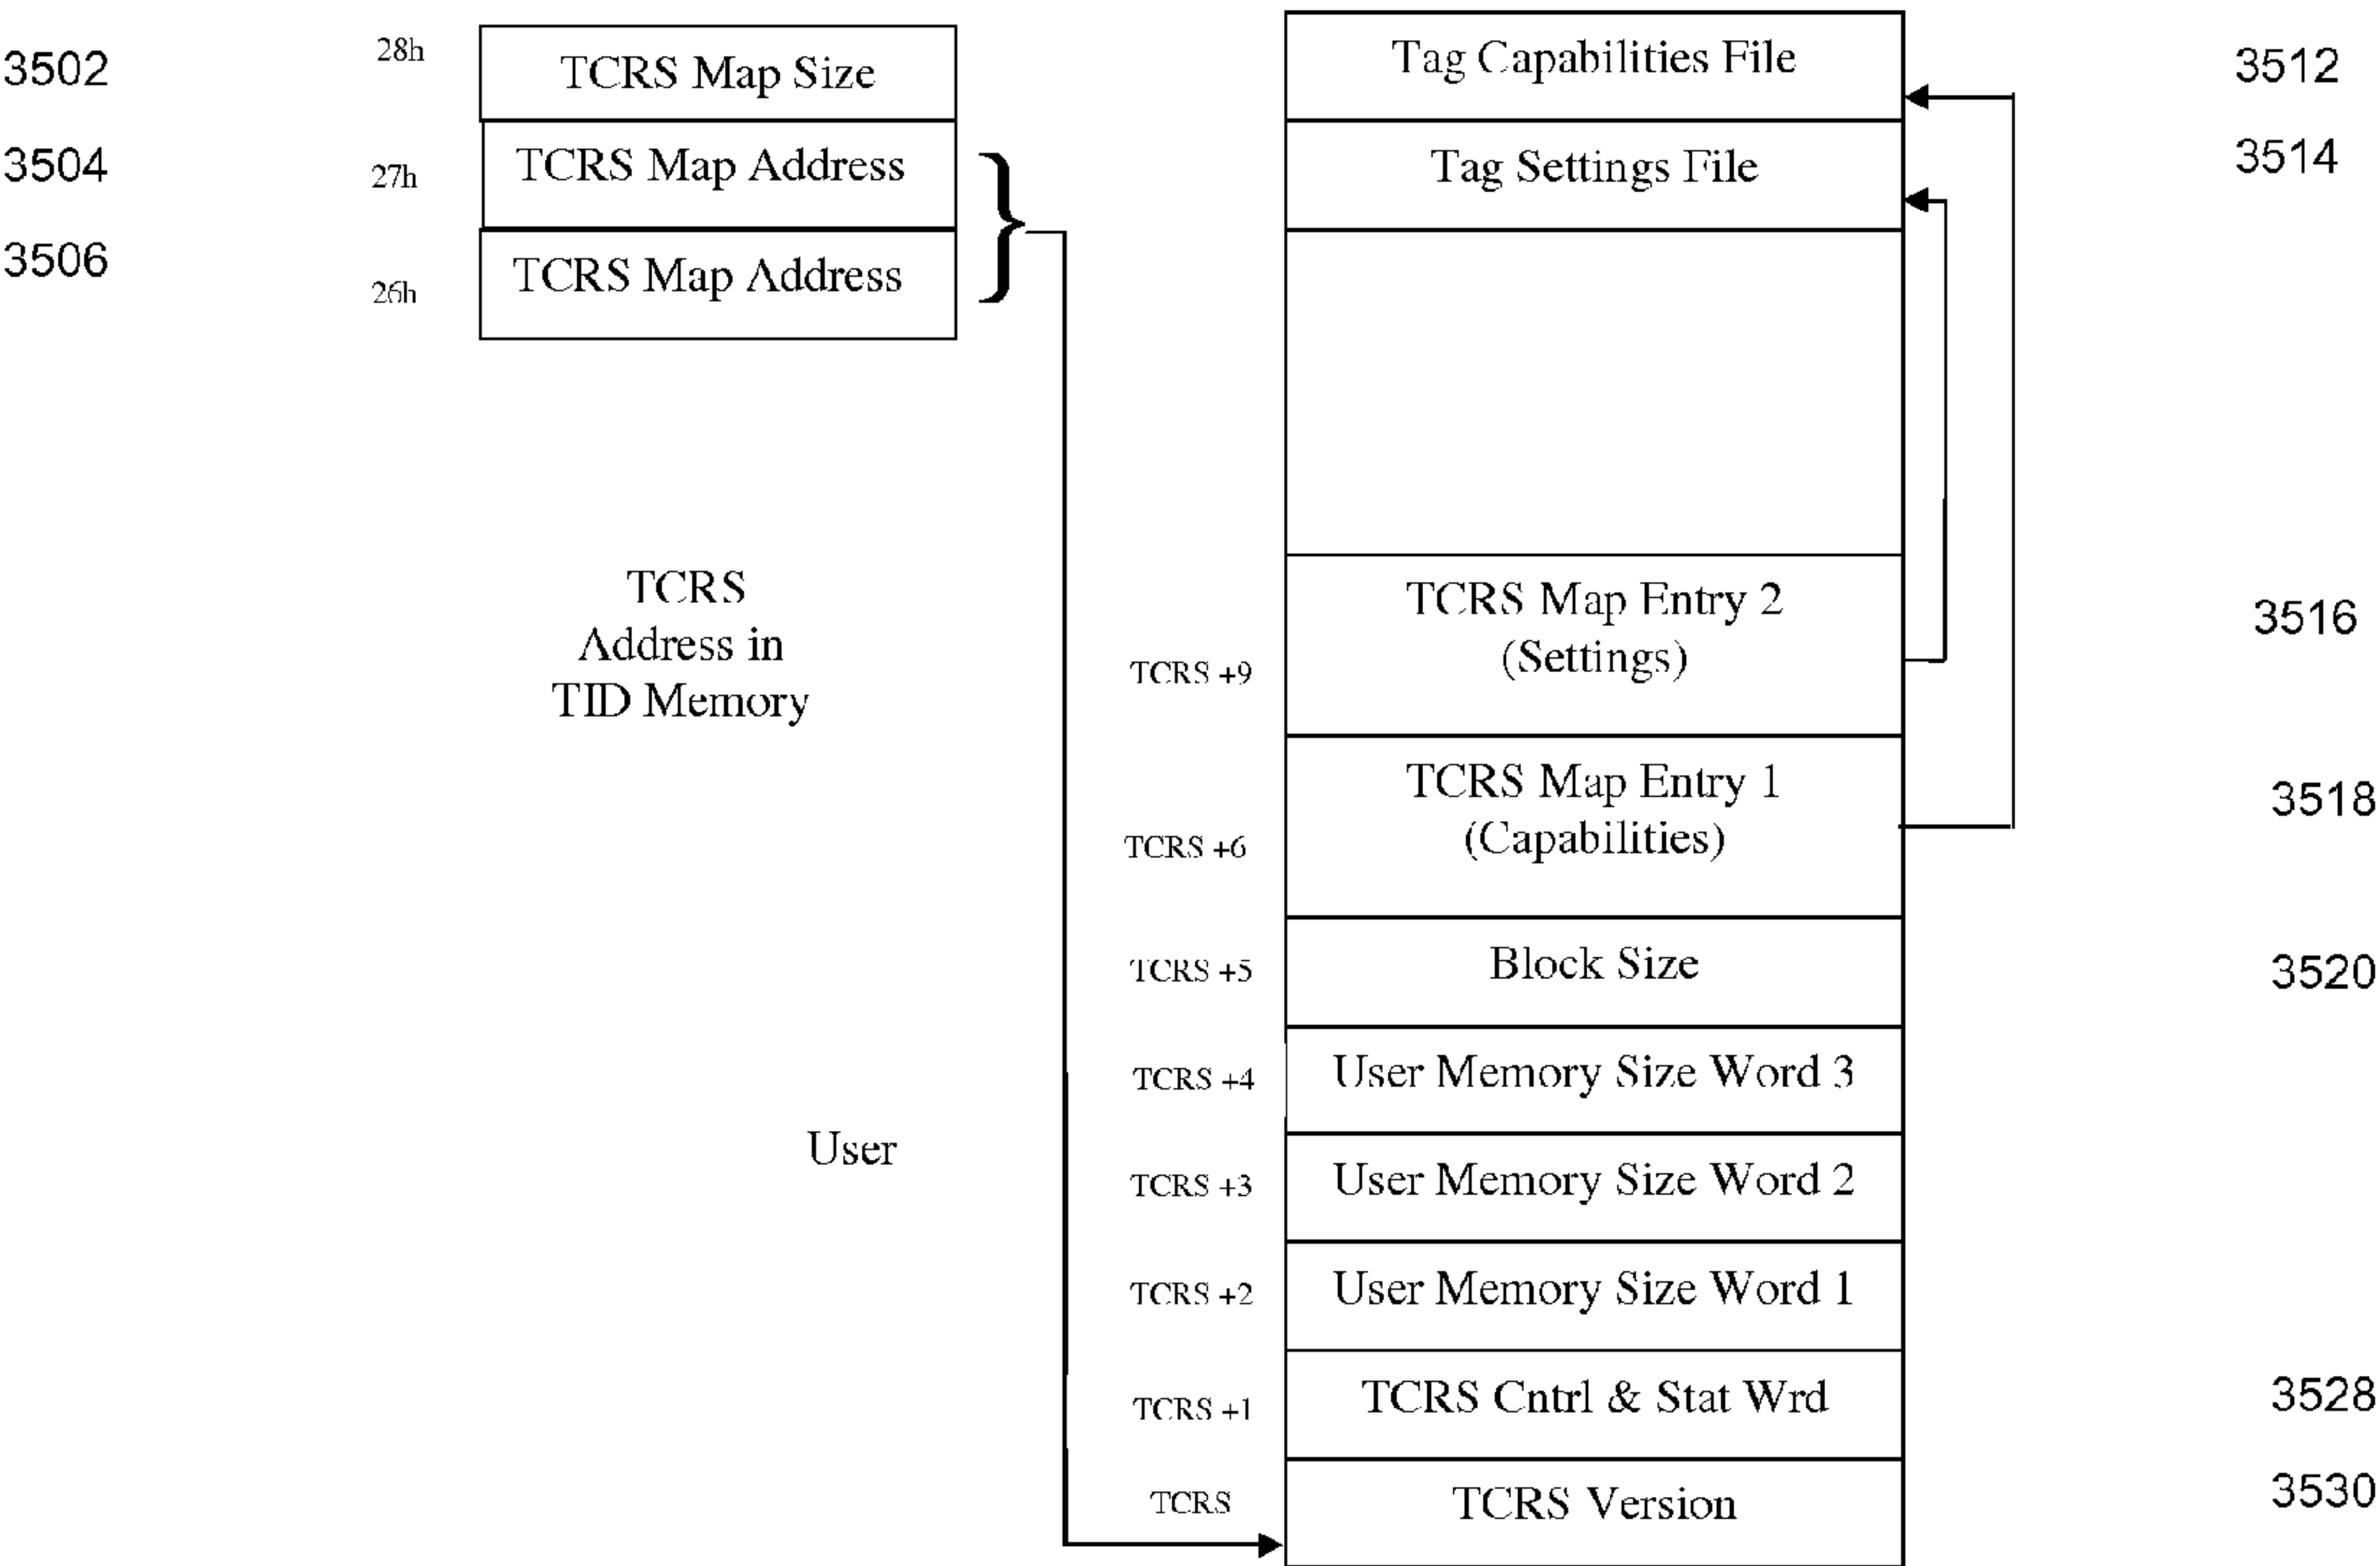 3502
28h
TCRS Map Size
3504
27h
TCRS Map Address
3506
26h
TCRS Map Address
TCRS
Address in
TID Memory
User
Tag Capabilities File
3512
Tag Settings File
3514
TCRS +9
TCRS Map Entry 2
(Settings)
3516
TCRS +6
TCRS Map Entry 1
(Capabilities)
3518
TCRS +5
Block Size
3520
TCRS +4
User Memory Size Word 3
TCRS +3
User Memory Size Word 2
TCRS +2
User Memory Size Word 1
TCRS +1
TCRS Cntrl & Stat Wrd
3528
TCRS
TCRS Version
3530